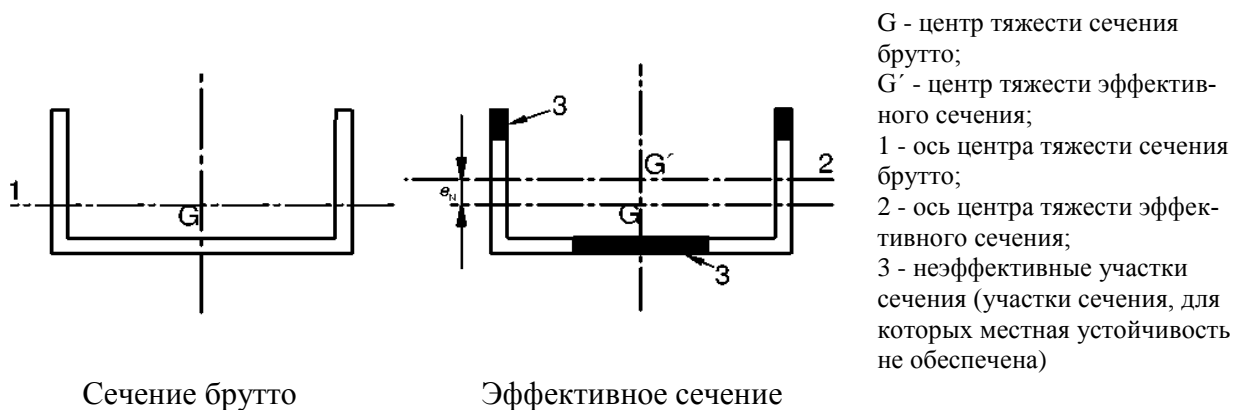 G - центр тяжести сечения
брутто;
G´ - центр тяжести эффектив-
ного сечения;
1 - ось центра тяжести сечения
брутто;
2 - ось центра тяжести эффек-
тивного сечения;
3 - неэффективные участки
сечения (участки сечения, для
которых местная устойчивость
не обеспечена)
1
G
3
G´
2
eN
G
3
Сечение брутто
Эффективное сечение